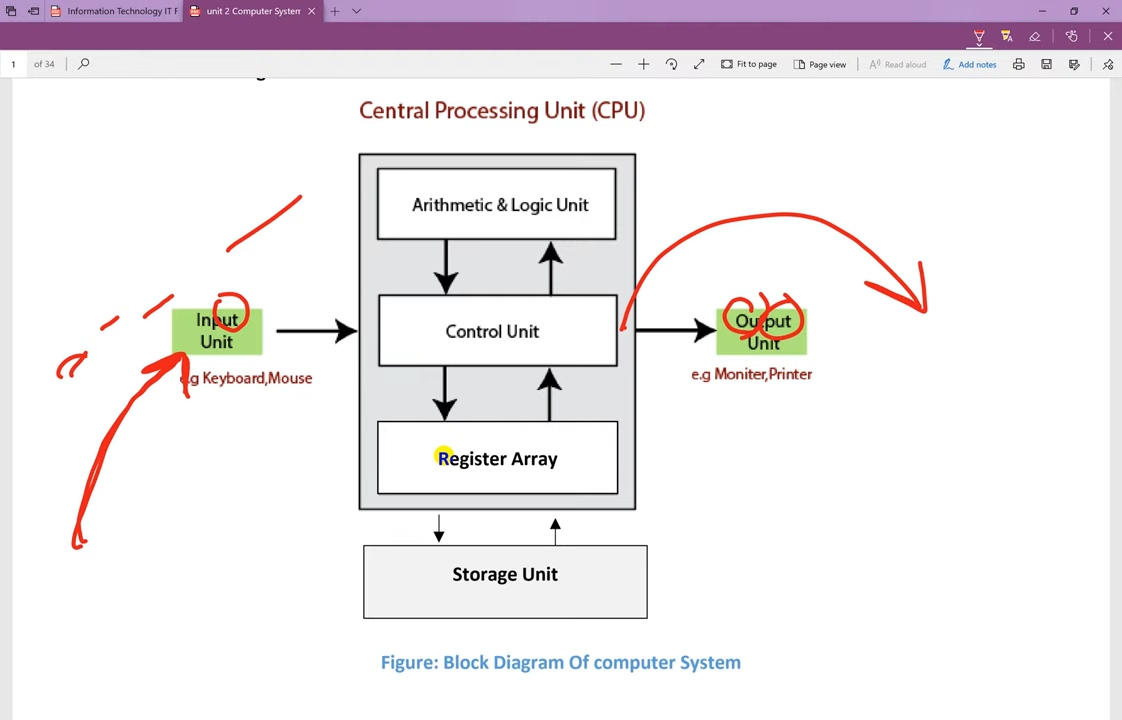 Information Technology IT F
unit 2 Computer System
1 of 34
Fit to page
Page view
Read aloud
Add notes
Central Processing Unit (CPU)
Arithmetic & Logic Unit
Input
Unit
e.g Keyboard,Mouse
Control Unit
Output
Unit
e.g Moniter,Printer
Register Array
Storage Unit
Figure: Block Diagram Of computer System